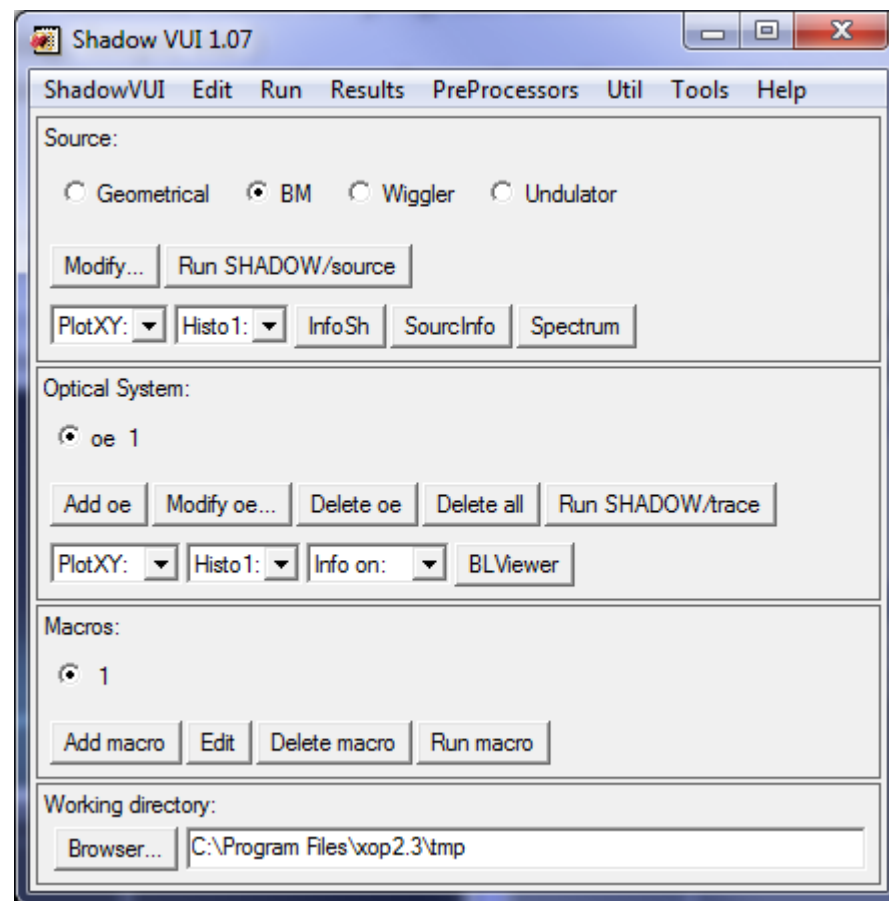 Shadow VUI 1.07
ShadowVUI Edit Run Results PreProcessors Util Tools Help
Source:
Geometrical BM Wiggler Undulator
Modify... Run SHADOW/source
PlotXY: Histo1: InfoSh SourcInfo Spectrum
Optical System:
oe 1
Add oe Modify oe... Delete oe Delete all Run SHADOW/trace
PlotXY: Histo1: Info on: BLViewer
Macros:
1
Add macro Edit Delete macro Run macro
Working directory:
Browser... C:\Program Files\xop2.3\tmp